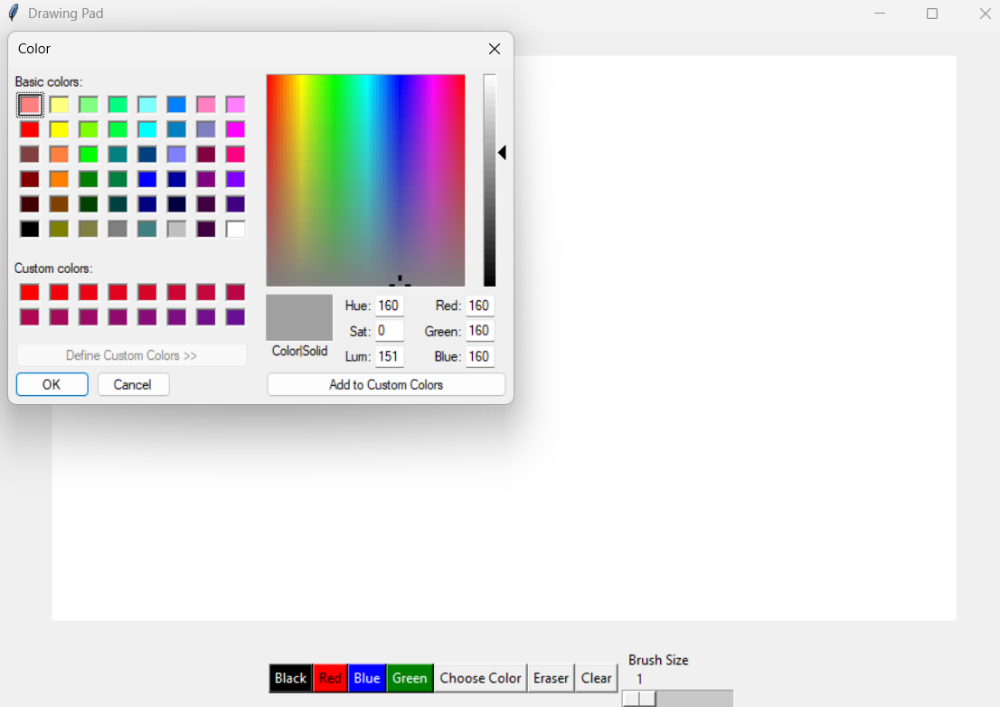 Drawing Pad
Color
Basic colors:
Custom colors:
Define Custom Colors >>
OK
Cancel
Hue: 160
Sat: 0
Lum: 151
Red: 160
Green: 160
Blue: 160
Color|Solid
Add to Custom Colors
Black
Red
Blue
Green
Choose Color
Eraser
Clear
Brush Size
1